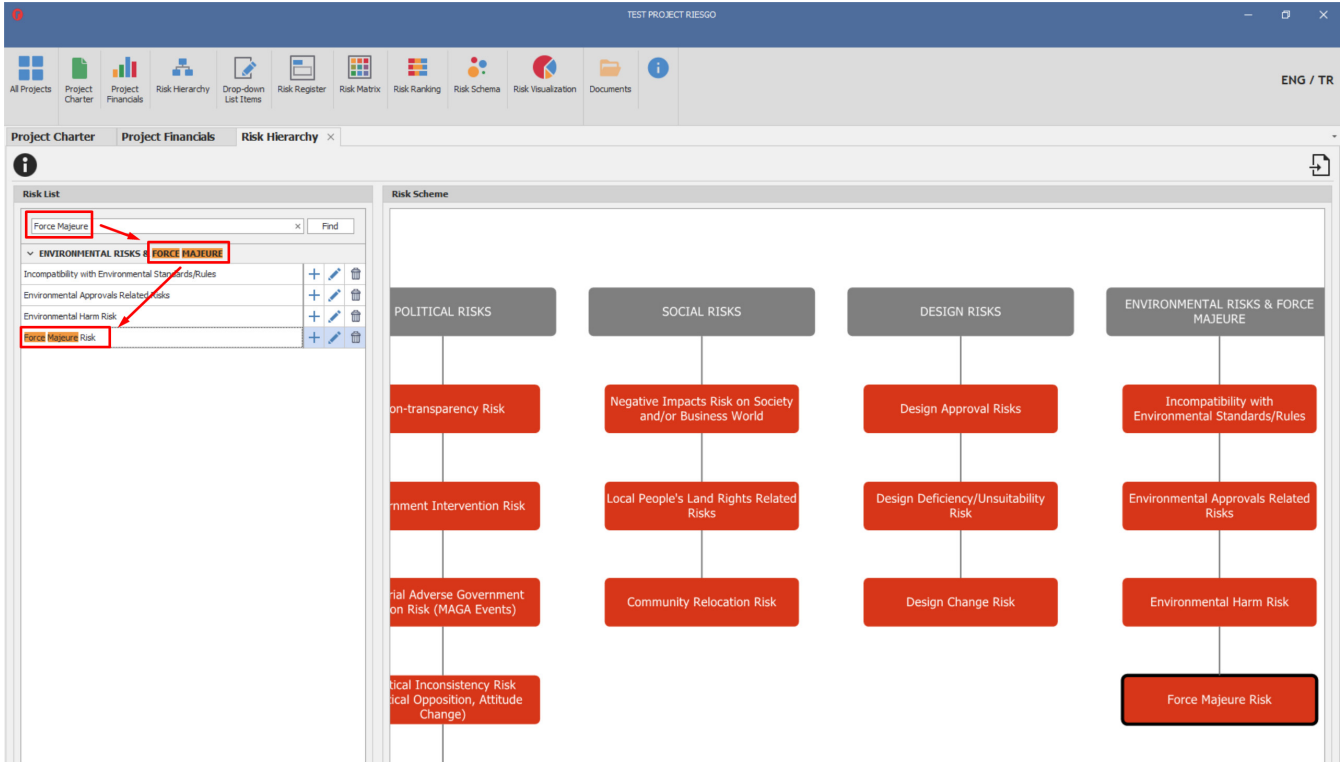 TEST PROJECT RIESGO
All Projects
Project
Charter
Project
Financials
Risk Hierarchy
Drop-down
List Items
Risk Register
Risk Matrix
Risk Ranking
Risk Schema
Risk Visualization
Documents
ENG / TR
Project Charter
Project Financials
Risk Hierarchy
Risk List
Force Majeure
Find
ENVIRONMENTAL RISKS & FORCE MAJEURE
Incompatibility with Environmental Standards/Rules
Environmental Approvals Related Risks
Environmental Harm Risk
Force Majeure Risk
Risk Scheme
POLITICAL RISKS
on-transparency Risk
rnment Intervention Risk
rial Adverse Government
on Risk (MAGA Events)
tical Inconsistency Risk
ical Opposition, Attitude
Change)
SOCIAL RISKS
Negative Impacts Risk on Society
and/or Business World
Local People's Land Rights Related
Risks
Community Relocation Risk
DESIGN RISKS
Design Approval Risks
Design Deficiency/Unsuitability
Risk
Design Change Risk
ENVIRONMENTAL RISKS & FORCE
MAJEURE
Incompatibility with
Environmental Standards/Rules
Environmental Approvals Related
Risks
Environmental Harm Risk
Force Majeure Risk